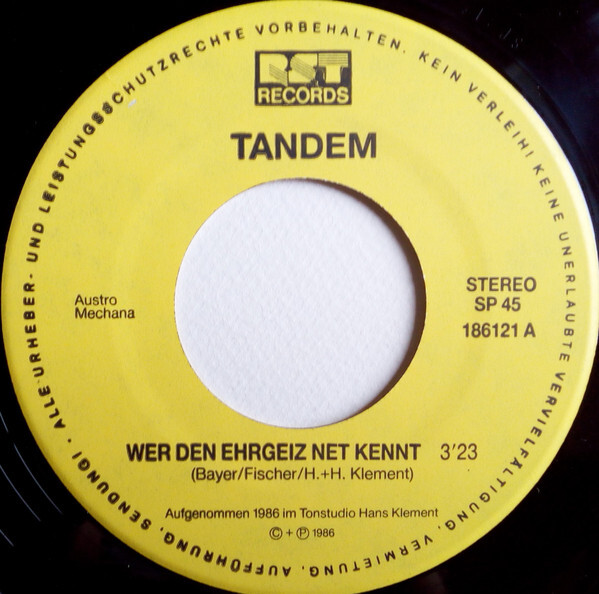 RST
RECORDS
TANDEM
Austro
Mechana
STEREO
SP 45
186121 A
WER DEN EHRGEIZ NET KENNT 3'23
(Bayer/Fischer/H.+H. Klement)
Aufgenommen 1986 im Tonstudio Hans Klement
© + ℗ 1986
ALLE URHEBER- UND LEISTUNGSSCHUTZRECHTE VORBEHALTEN. KEIN VERLEIH! KEINE UNERLAUBTE VERVIELFÄLTIGUNG, VERMIETUNG, AUFFÜHRUNG, SENDUNG! ·